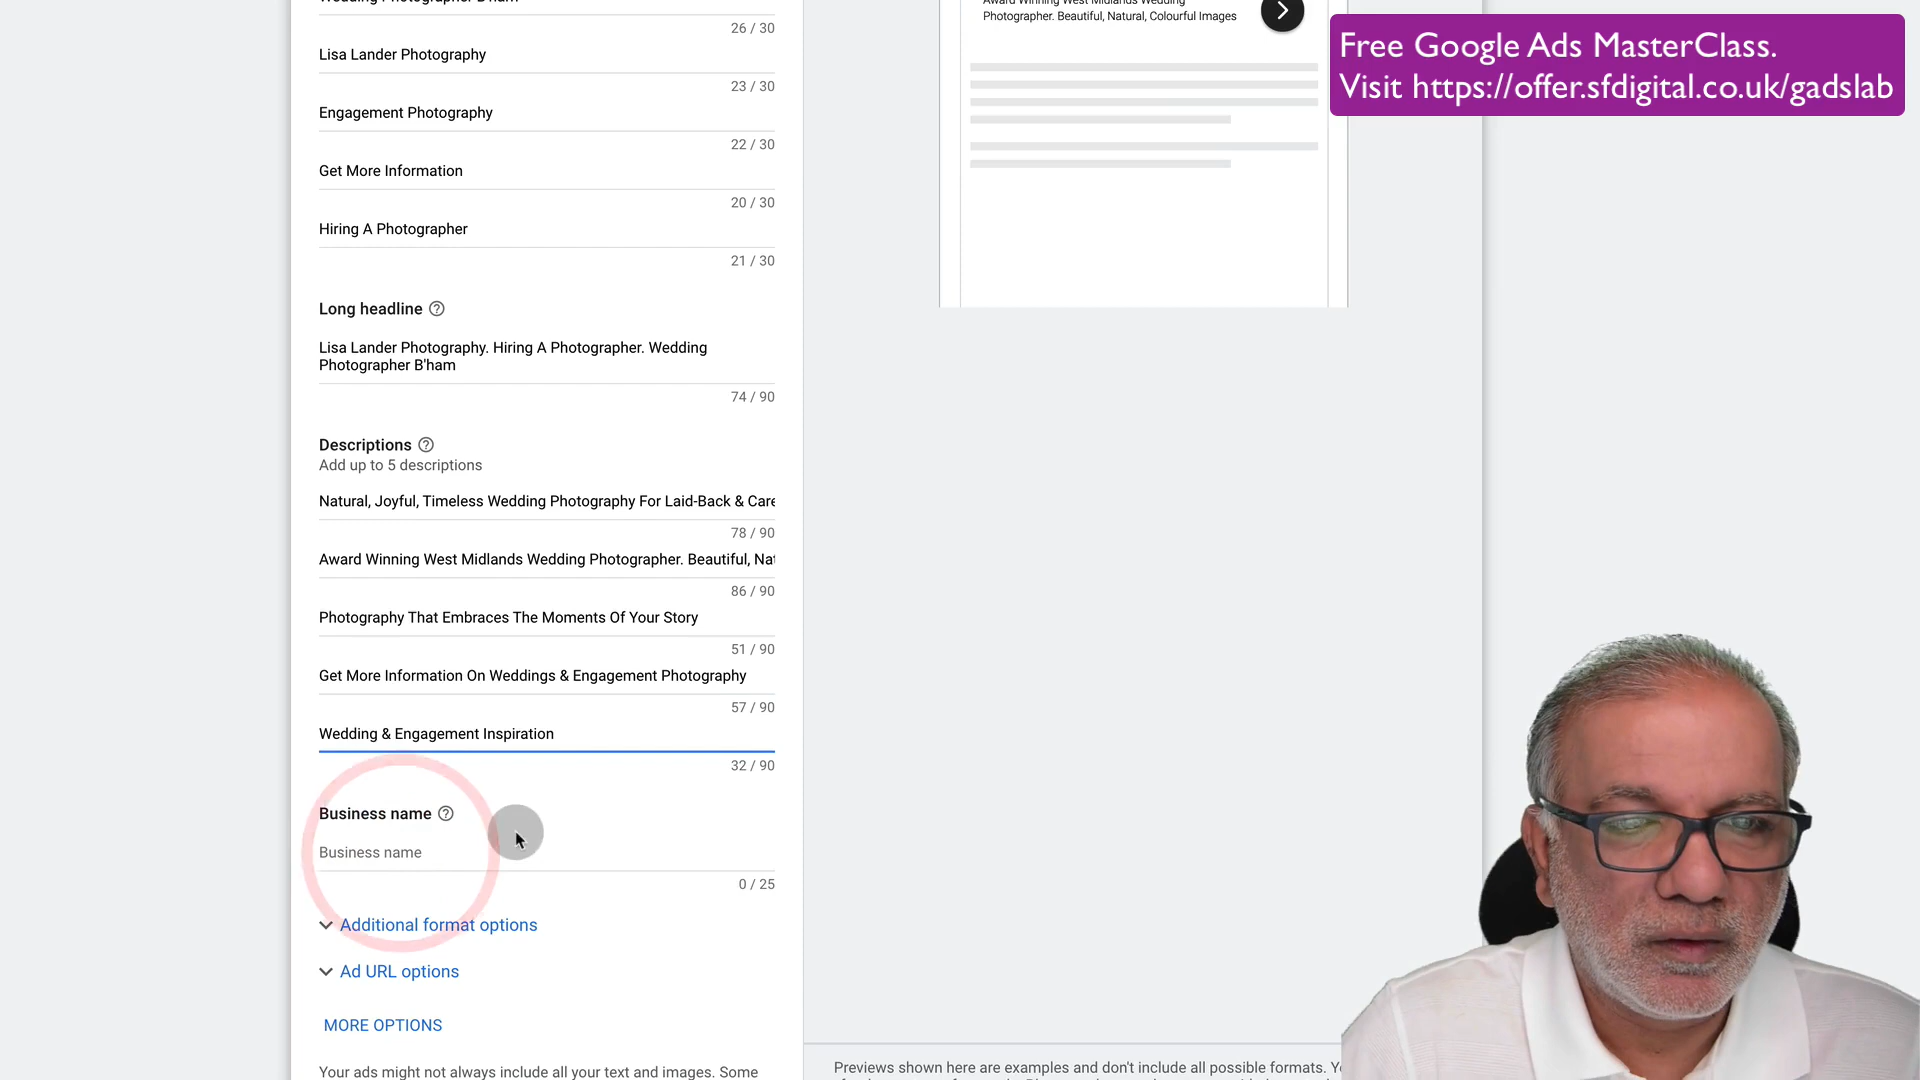 26 / 30
Lisa Lander Photography
23 / 30
Engagement Photography
22 / 30
Get More Information
20 / 30
Hiring A Photographer
21 / 30
Long headline
Lisa Lander Photography. Hiring A Photographer. Wedding
Photographer B'ham
74 / 90
Descriptions
Add up to 5 descriptions
Natural, Joyful, Timeless Wedding Photography For Laid-Back & Care
78 / 90
Award Winning West Midlands Wedding Photographer. Beautiful, Nat
86 / 90
Photography That Embraces The Moments Of Your Story
51 / 90
Get More Information On Weddings & Engagement Photography
57 / 90
Wedding & Engagement Inspiration
32 / 90
Business name
Business name
0 / 25
Additional format options
Ad URL options
MORE OPTIONS
Your ads might not always include all your text and images. Some
Award Winning West Midlands Wedding
Photographer. Beautiful, Natural, Colourful Images
Free Google Ads MasterClass.
Visit https://offer.sfdigital.co.uk/gadslab
Previews shown here are examples and don't include all possible formats.